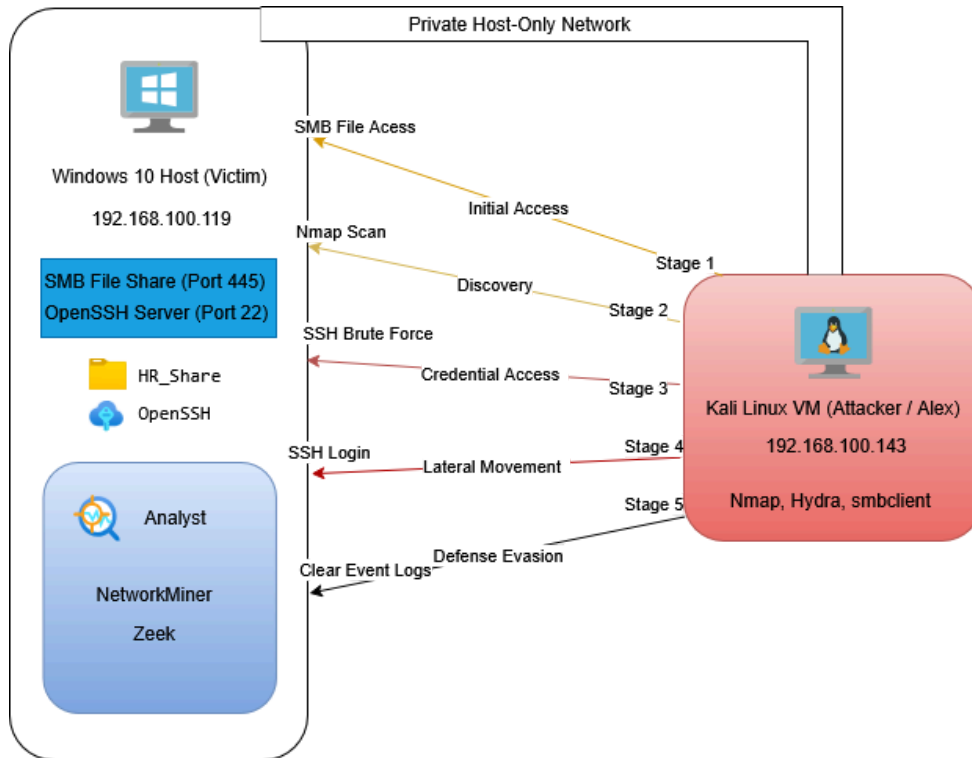 Private Host-Only Network
Windows 10 Host (Victim)
192.168.100.119
SMB File Share (Port 445)
OpenSSH Server (Port 22)
HR_Share
OpenSSH
Analyst
NetworkMiner
Zeek
SMB File Acess
Initial Access
Stage 1
Nmap Scan
Discovery
Stage 2
SSH Brute Force
Credential Access
Stage 3
SSH Login
Lateral Movement
Stage 4
Clear Event Logs
Defense Evasion
Stage 5
Kali Linux VM (Attacker / Alex)
192.168.100.143
Nmap, Hydra, smbclient